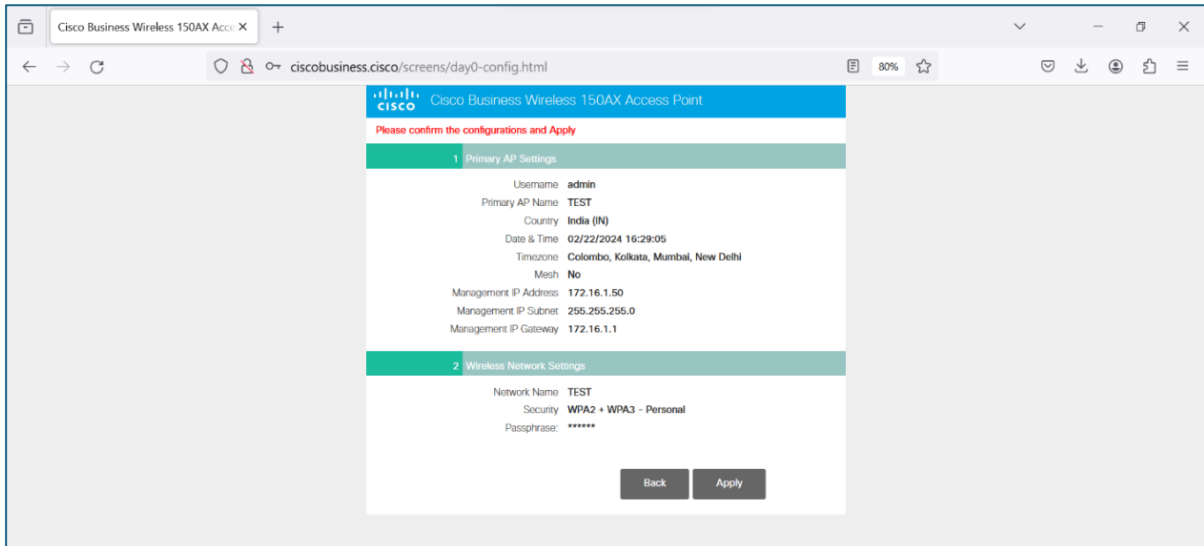 Cisco Business Wireless 150AX Acce
ciscobusiness.cisco/screens/day0-config.html
80%
CISCO Cisco Business Wireless 150AX Access Point
Please confirm the configurations and Apply
1 Primary AP Settings
Username admin
Primary AP Name TEST
Country India (IN)
Date & Time 02/22/2024 16:29:05
Timezone Colombo, Kolkata, Mumbai, New Delhi
Mesh No
Management IP Address 172.16.1.50
Management IP Subnet 255.255.255.0
Management IP Gateway 172.16.1.1
2 Wireless Network Settings
Network Name TEST
Security WPA2 + WPA3 - Personal
Passphrase: ******
Back Apply